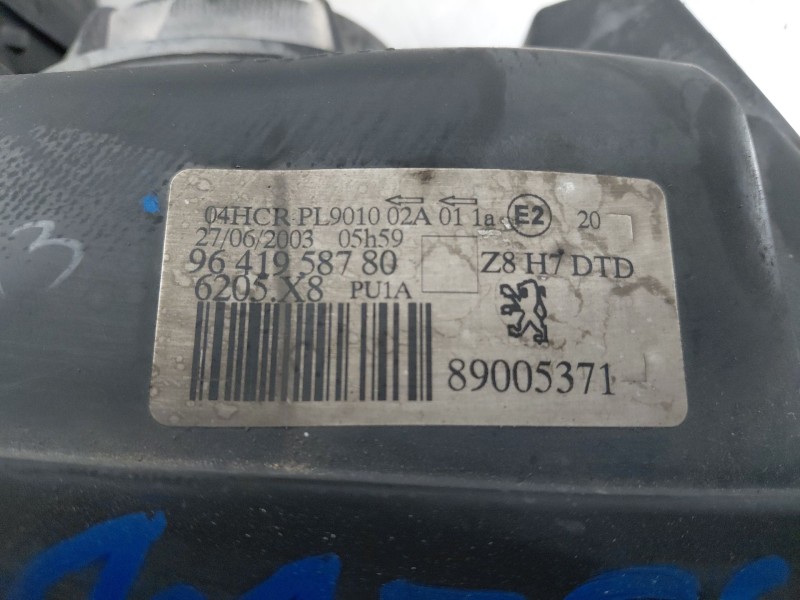 04HCR PL9010 02A 01 1a E2 20
27/06/2003 05h59
96 419 587 80 Z8 H7 DTD
6205.X8 PU1A
89005371
3